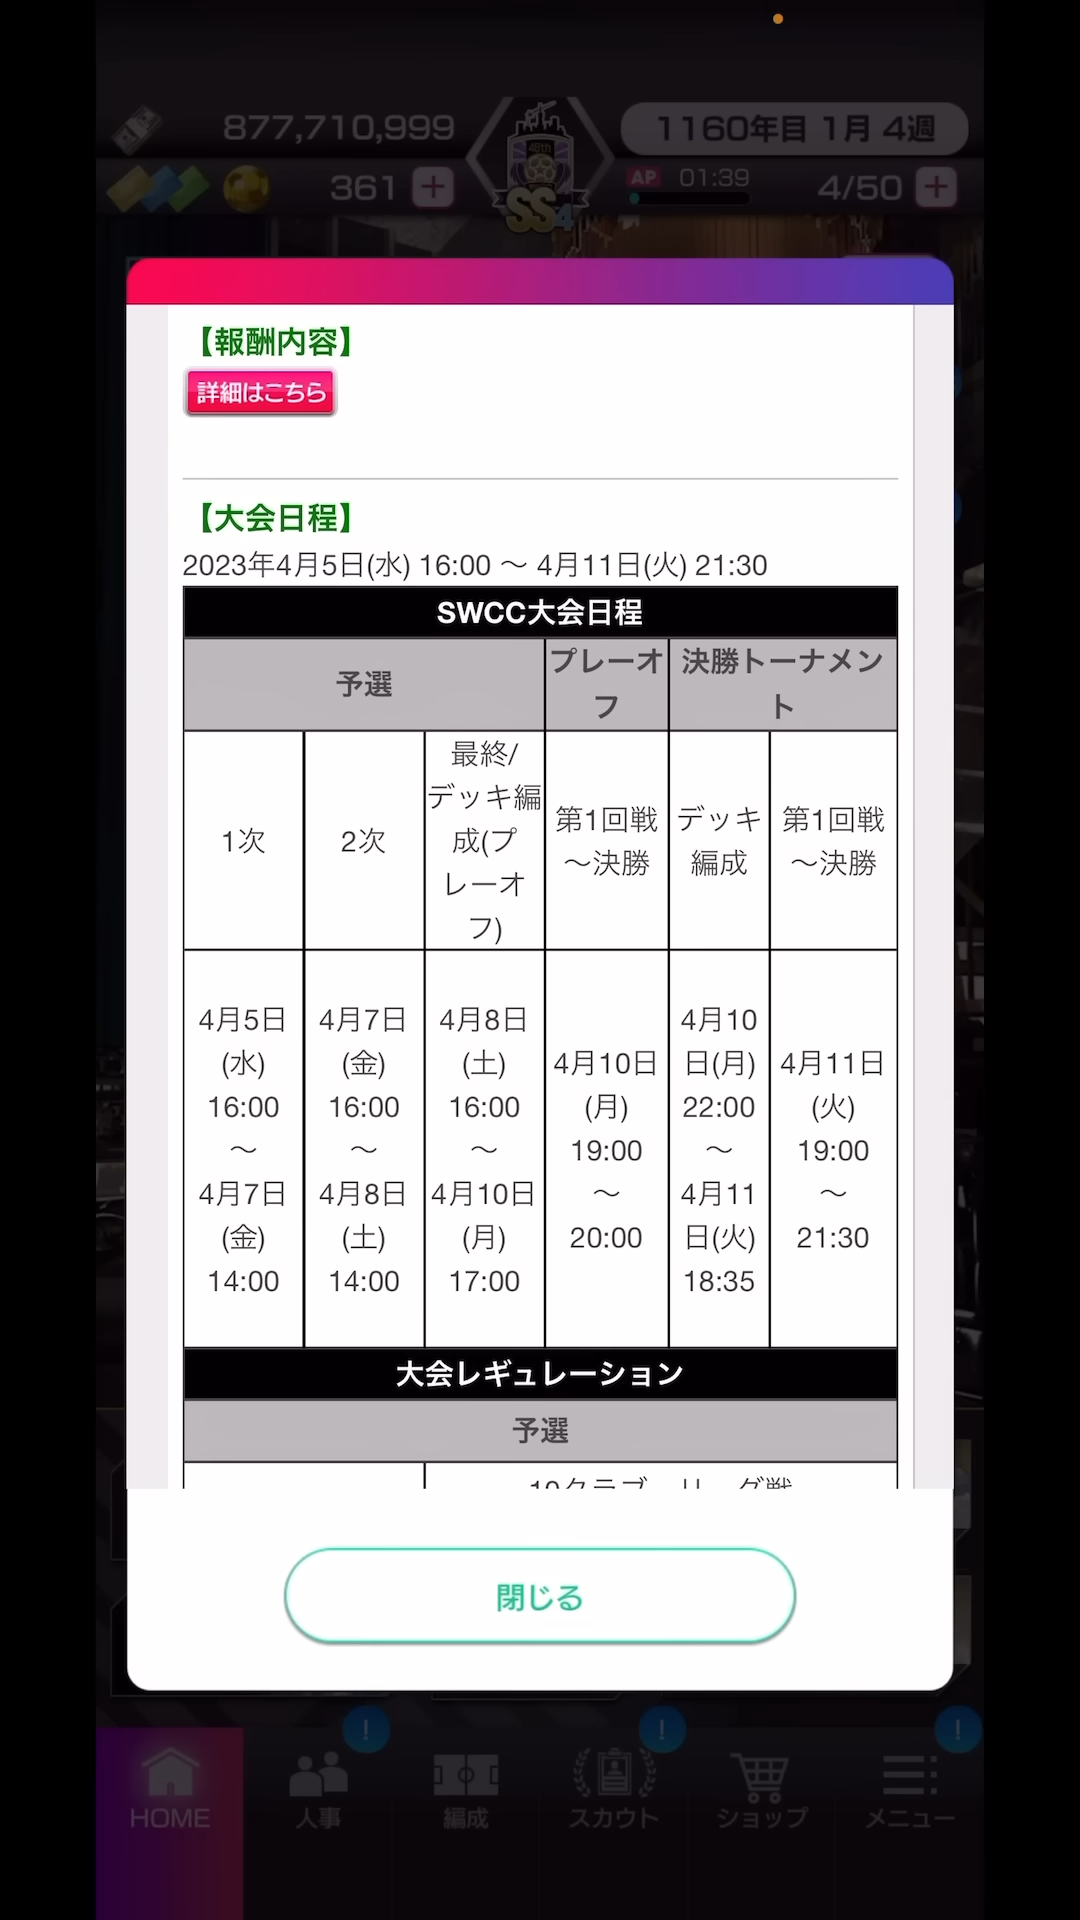 877,710,999
1160年目 1月 4週
48th
SS4
361
AP 01:39
4/50
【報酬内容】
詳細はこちら
【大会日程】
2023年4月5日(水) 16:00 ～ 4月11日(火) 21:30
SWCC大会日程
予選
プレーオ
フ
決勝トーナメン
ト
1次
2次
最終/
デッキ編
成(プ
レーオ
フ)
第1回戦
～決勝
デッキ
編成
第1回戦
～決勝
4月5日
(水)
16:00
～
4月7日
(金)
14:00
4月7日
(金)
16:00
～
4月8日
(土)
14:00
4月8日
(土)
16:00
～
4月10日
(月)
17:00
4月10日
(月)
19:00
～
20:00
4月10
日(月)
22:00
～
4月11
日(火)
18:35
4月11日
(火)
19:00
～
21:30
大会レギュレーション
予選
閉じる
HOME
人事
編成
スカウト
ショップ
メニュー